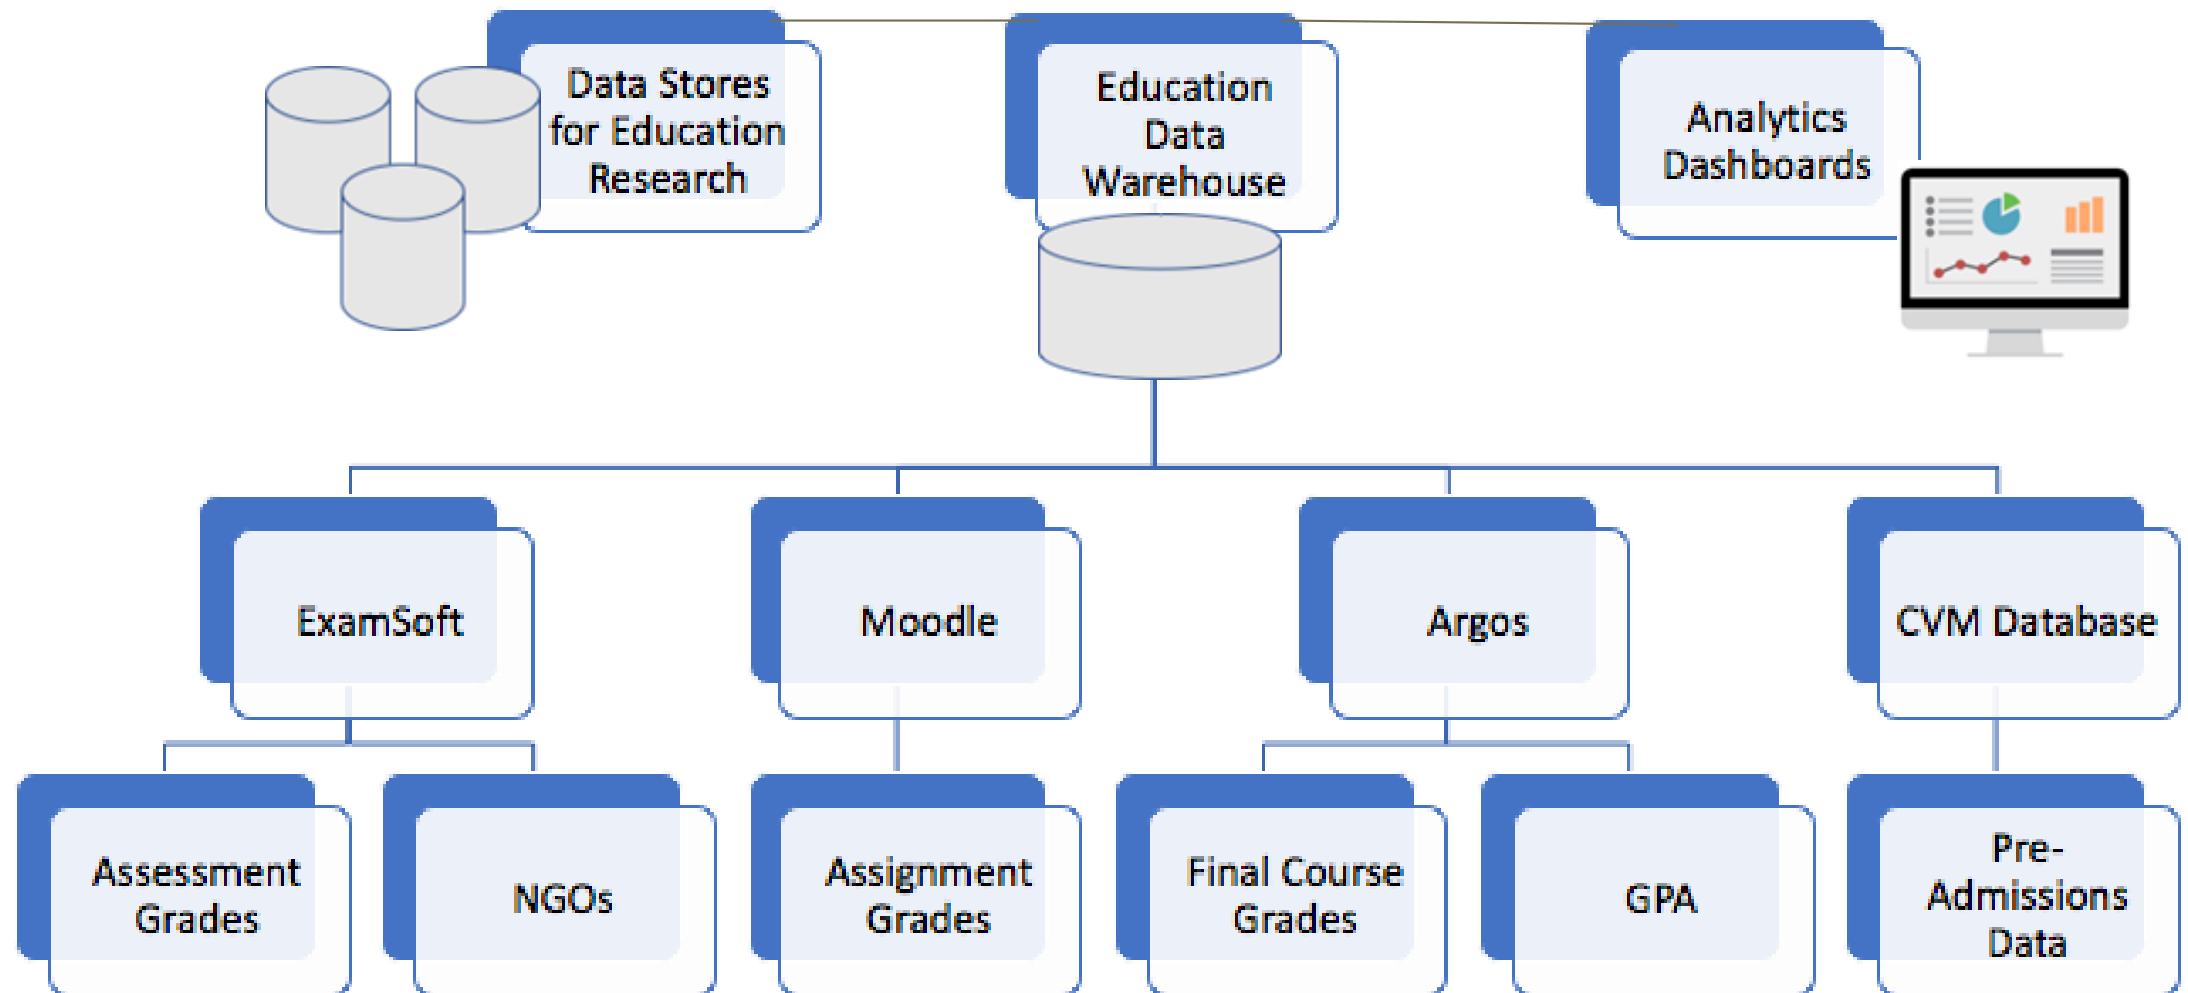 Data Stores
for Education
Research
Education
Data
Warehouse
Analytics
Dashboards
ExamSoft
Moodle
Argos
CVM Database
Assessment
Grades
NGOs
Assignment
Grades
Final Course
Grades
GPA
Pre-
Admissions
Data